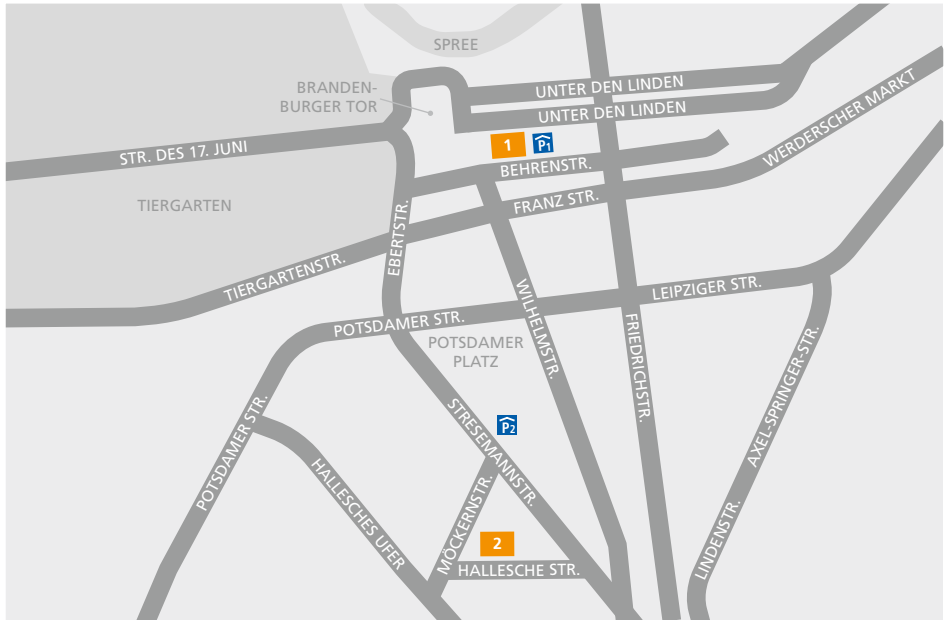 SPREE
BRANDEN-
BURGER TOR
UNTER DEN LINDEN
UNTER DEN LINDEN
WERDERSCHER MARKT
STR. DES 17. JUNI
1
P1
BEHRENSTR.
TIERGARTEN
FRANZ STR.
EBERTSTR.
TIERGARTENSTR.
LEIPZIGER STR.
WILHELMSTR.
POTSDAMER STR.
FRIEDRICHSTR.
POTSDAMER
PLATZ
AXEL-SPRINGER-STR.
POTSDAMER STR.
STRESEMANNSTR.
P2
HALLESCHES UFER
MÖCKERNSTR.
LINDENSTR.
2
HALLESCHE STR.